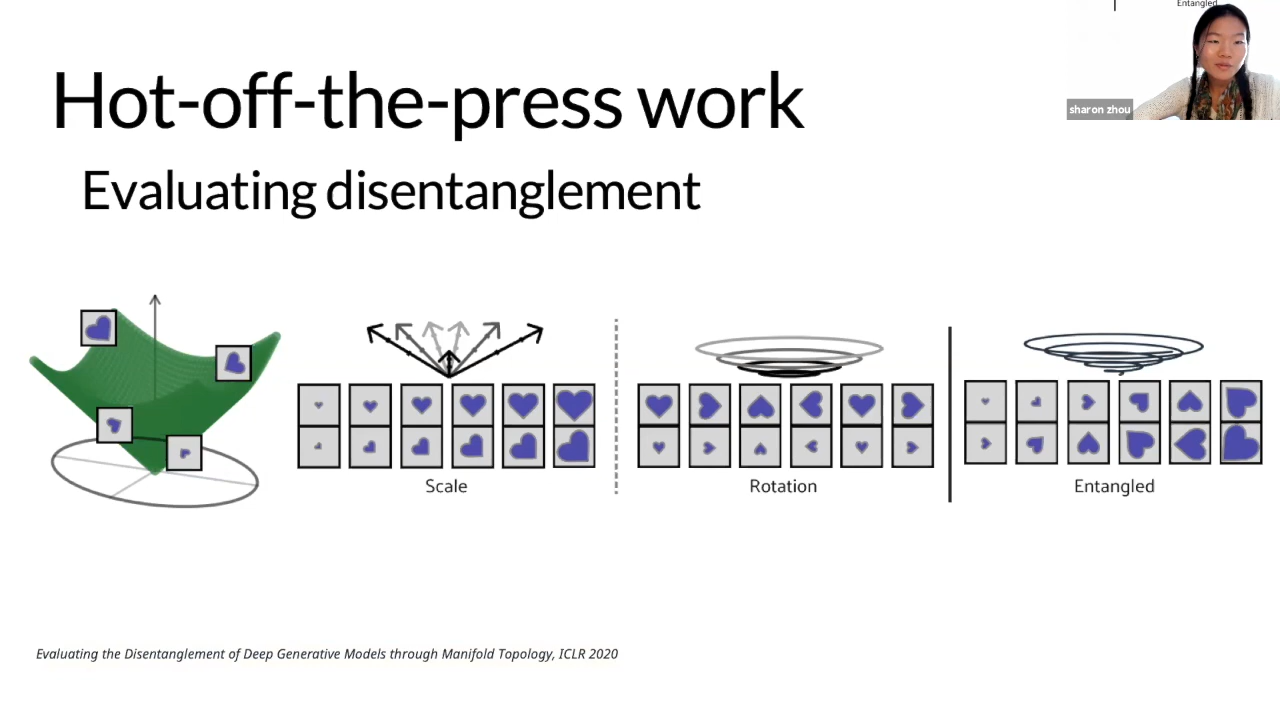 Entangled
sharon zhou
Hot-off-the-press work
Evaluating disentanglement
Scale
Rotation
Entangled
Evaluating the Disentanglement of Deep Generative Models through Manifold Topology, ICLR 2020